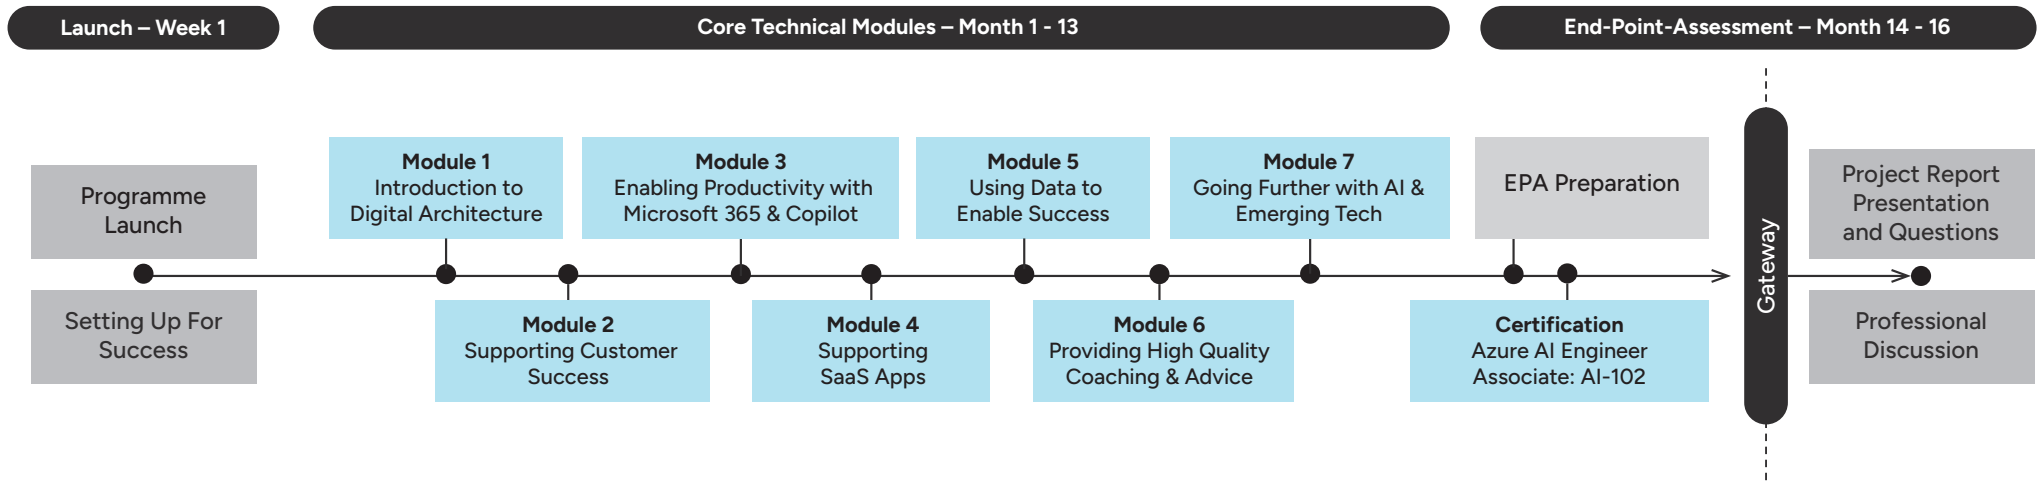 Launch – Week 1
Core Technical Modules – Month 1 - 13
End-Point-Assessment – Month 14 - 16
Programme
Launch
Setting Up For
Success
Module 1
Introduction to
Digital Architecture
Module 2
Supporting Customer
Success
Module 3
Enabling Productivity with
Microsoft 365 & Copilot
Module 4
Supporting
SaaS Apps
Module 5
Using Data to
Enable Success
Module 6
Providing High Quality
Coaching & Advice
Module 7
Going Further with AI &
Emerging Tech
EPA Preparation
Certification
Azure AI Engineer
Associate: AI-102
Gateway
Project Report
Presentation
and Questions
Professional
Discussion